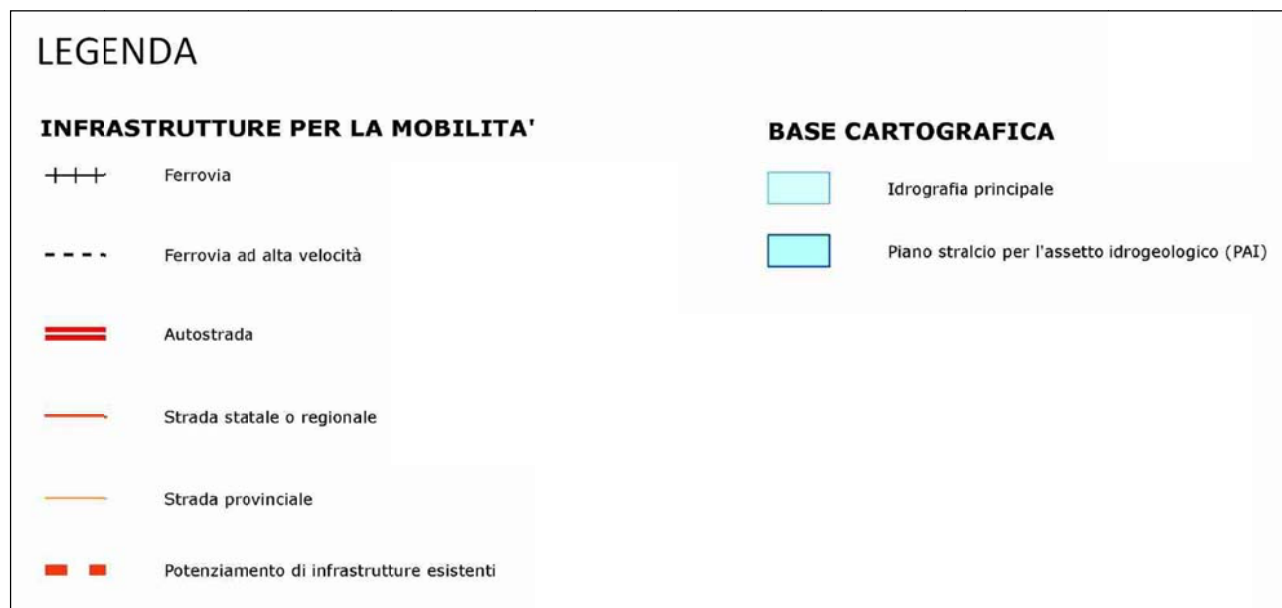 LEGENDA
INFRASTRUTTURE PER LA MOBILITA'
Ferrovia
Ferrovia ad alta velocità
Autostrada
Strada statale o regionale
Strada provinciale
Potenziamento di infrastrutture esistenti
BASE CARTOGRAFICA
Idrografia principale
Piano stralcio per l'assetto idrogeologico (PAI)